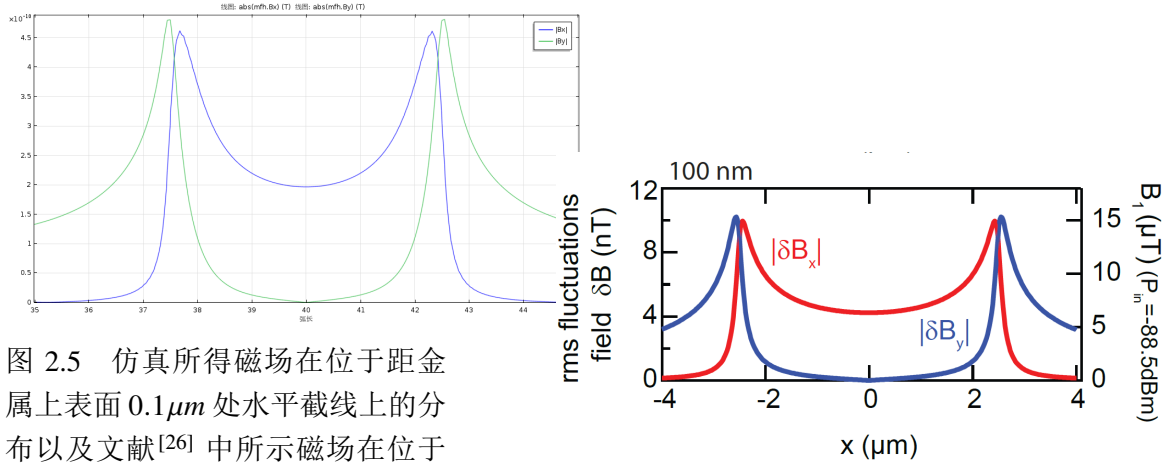 线图: abs(mfh.Bx) (T) 线图: abs(mfh.By) (T)
×10⁻¹⁸
4.5
4
3.5
3
2.5
2
1.5
1
0.5
0
|Bx|
|By|
35 36 37 38 39 40 41 42 43 44
弧长
图 2.5 仿真所得磁场在位于距金
属上表面 0.1μm 处水平截线上的分
布以及文献[26] 中所示磁场在位于
100 nm
rms fluctuations
field δB (nT)
12
8
4
0
|δBx|
|δBy|
15
10
5
0
B1 (μT) (Pin=-88.5dBm)
-4 -2 0 2 4
x (μm)